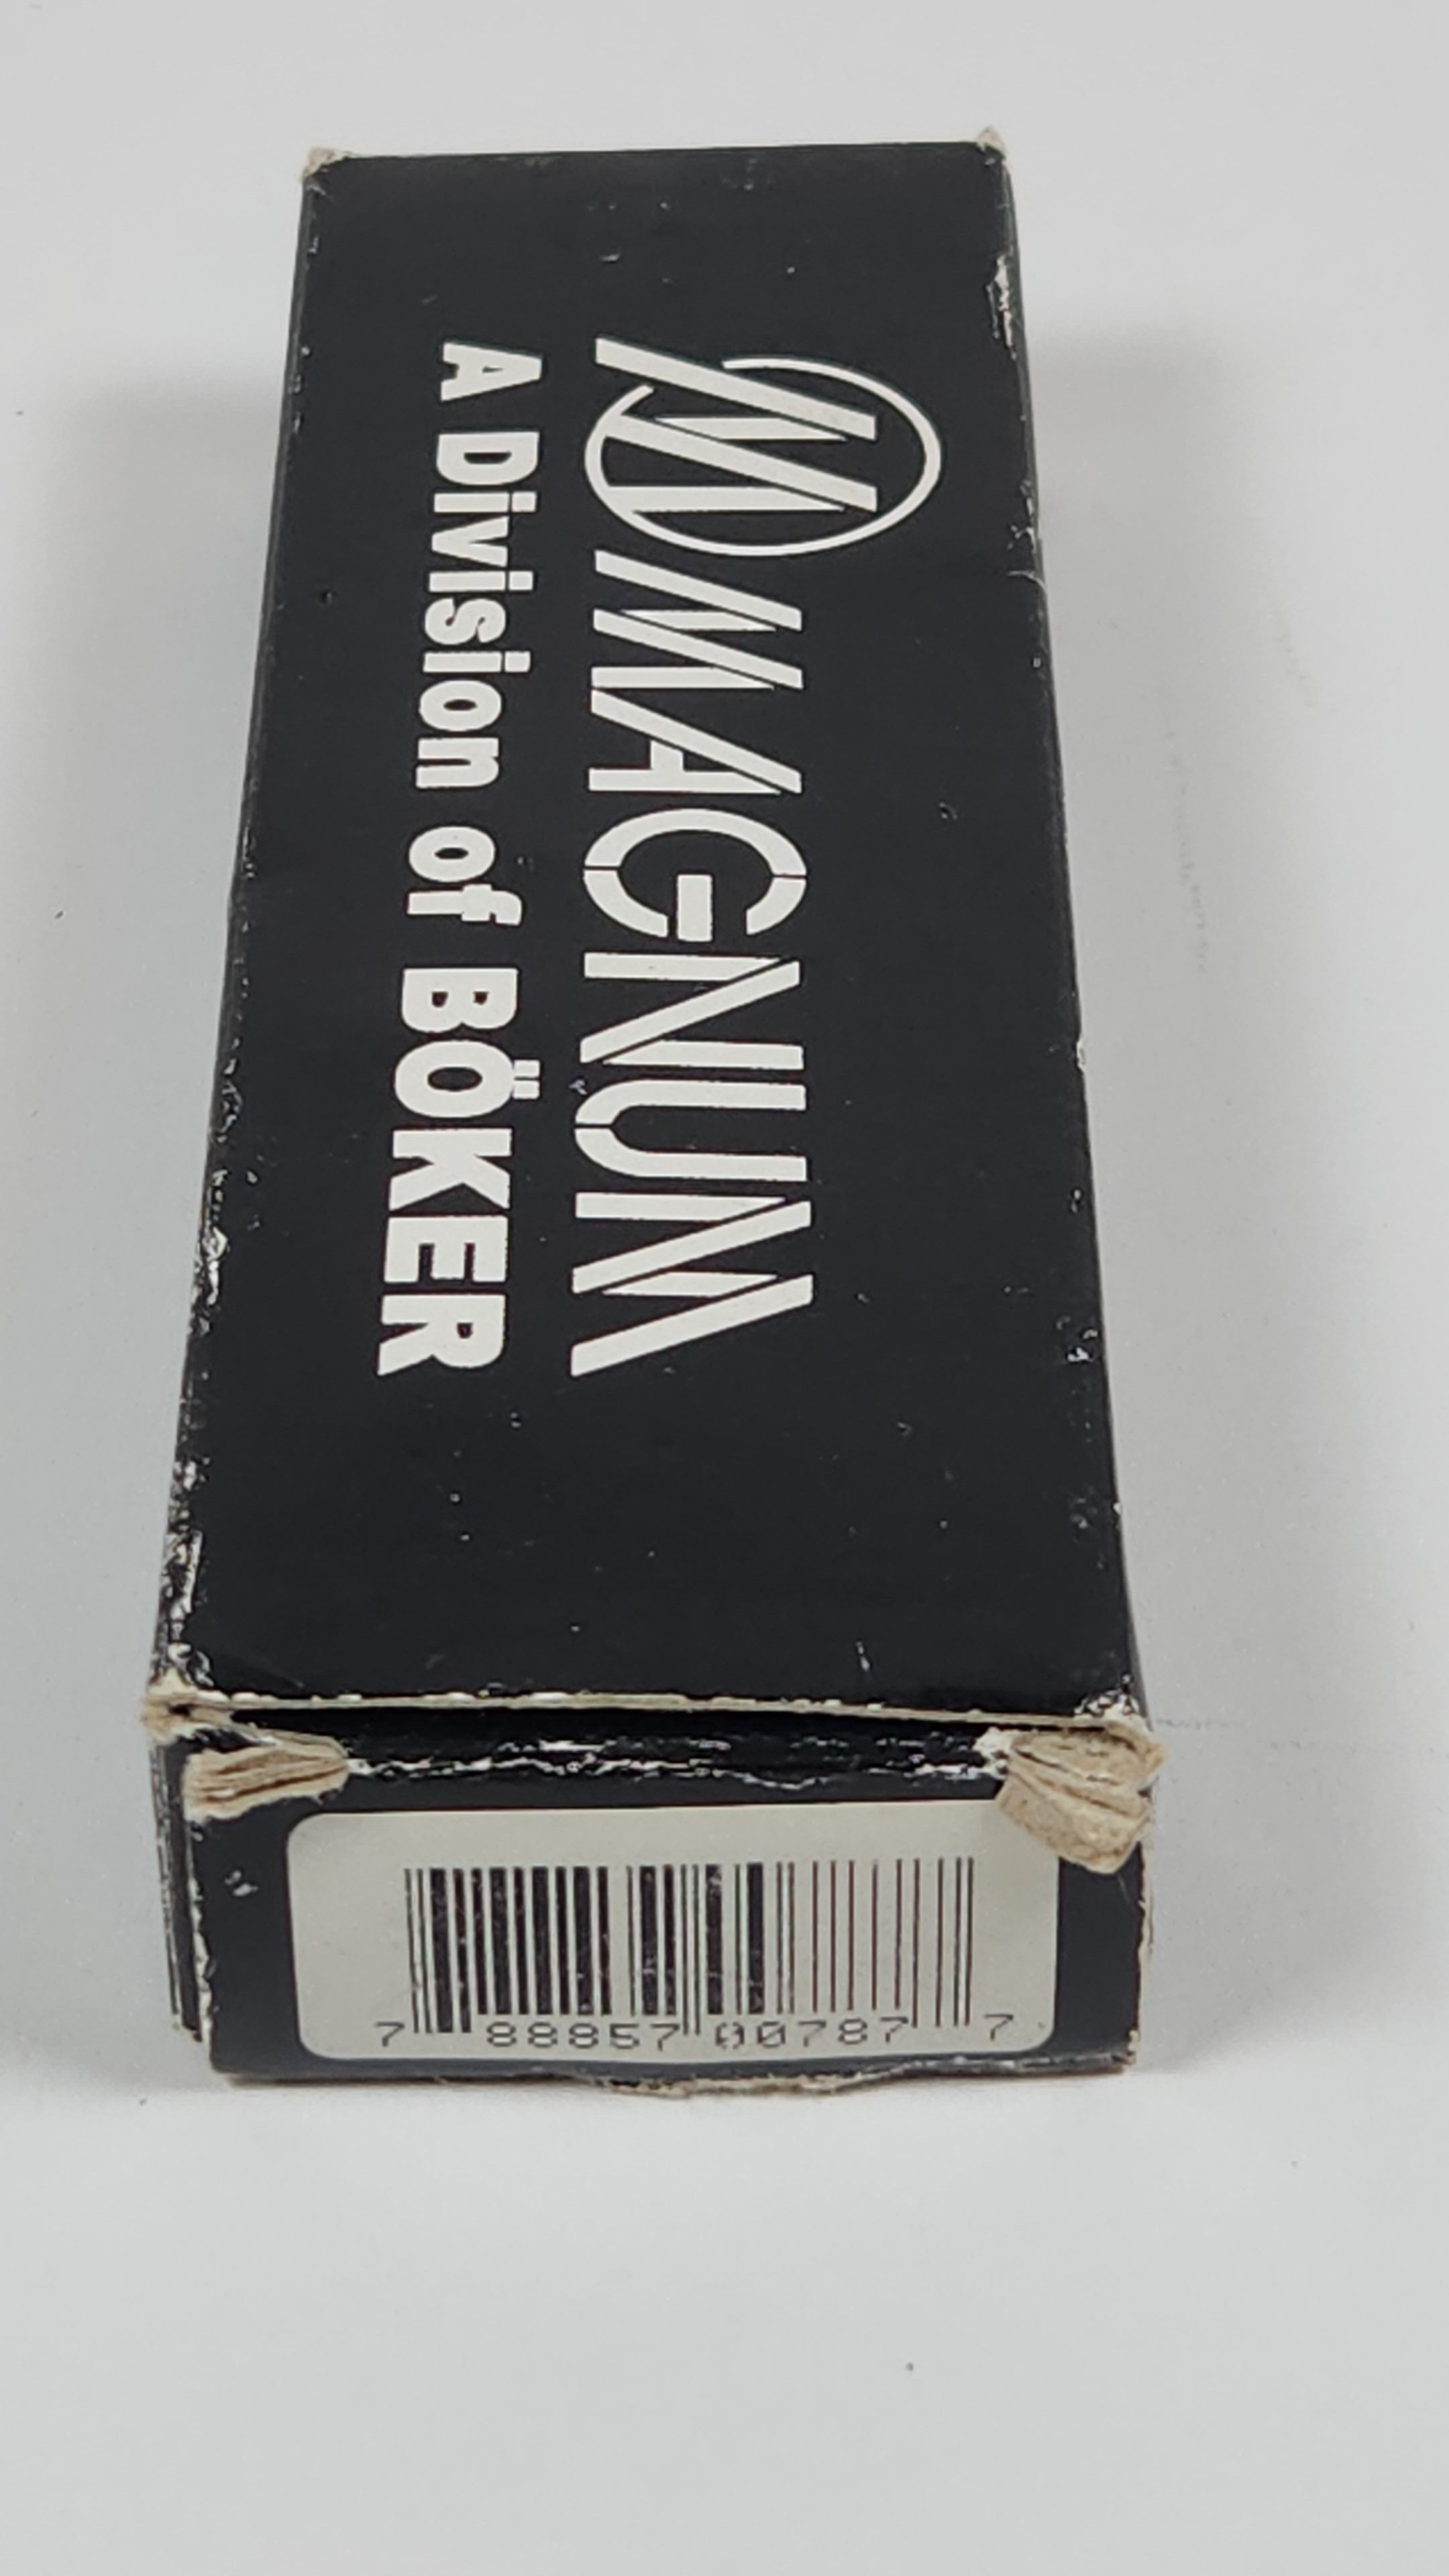 MAGNUM
A Division of BÖKER
7 88857 00787 7